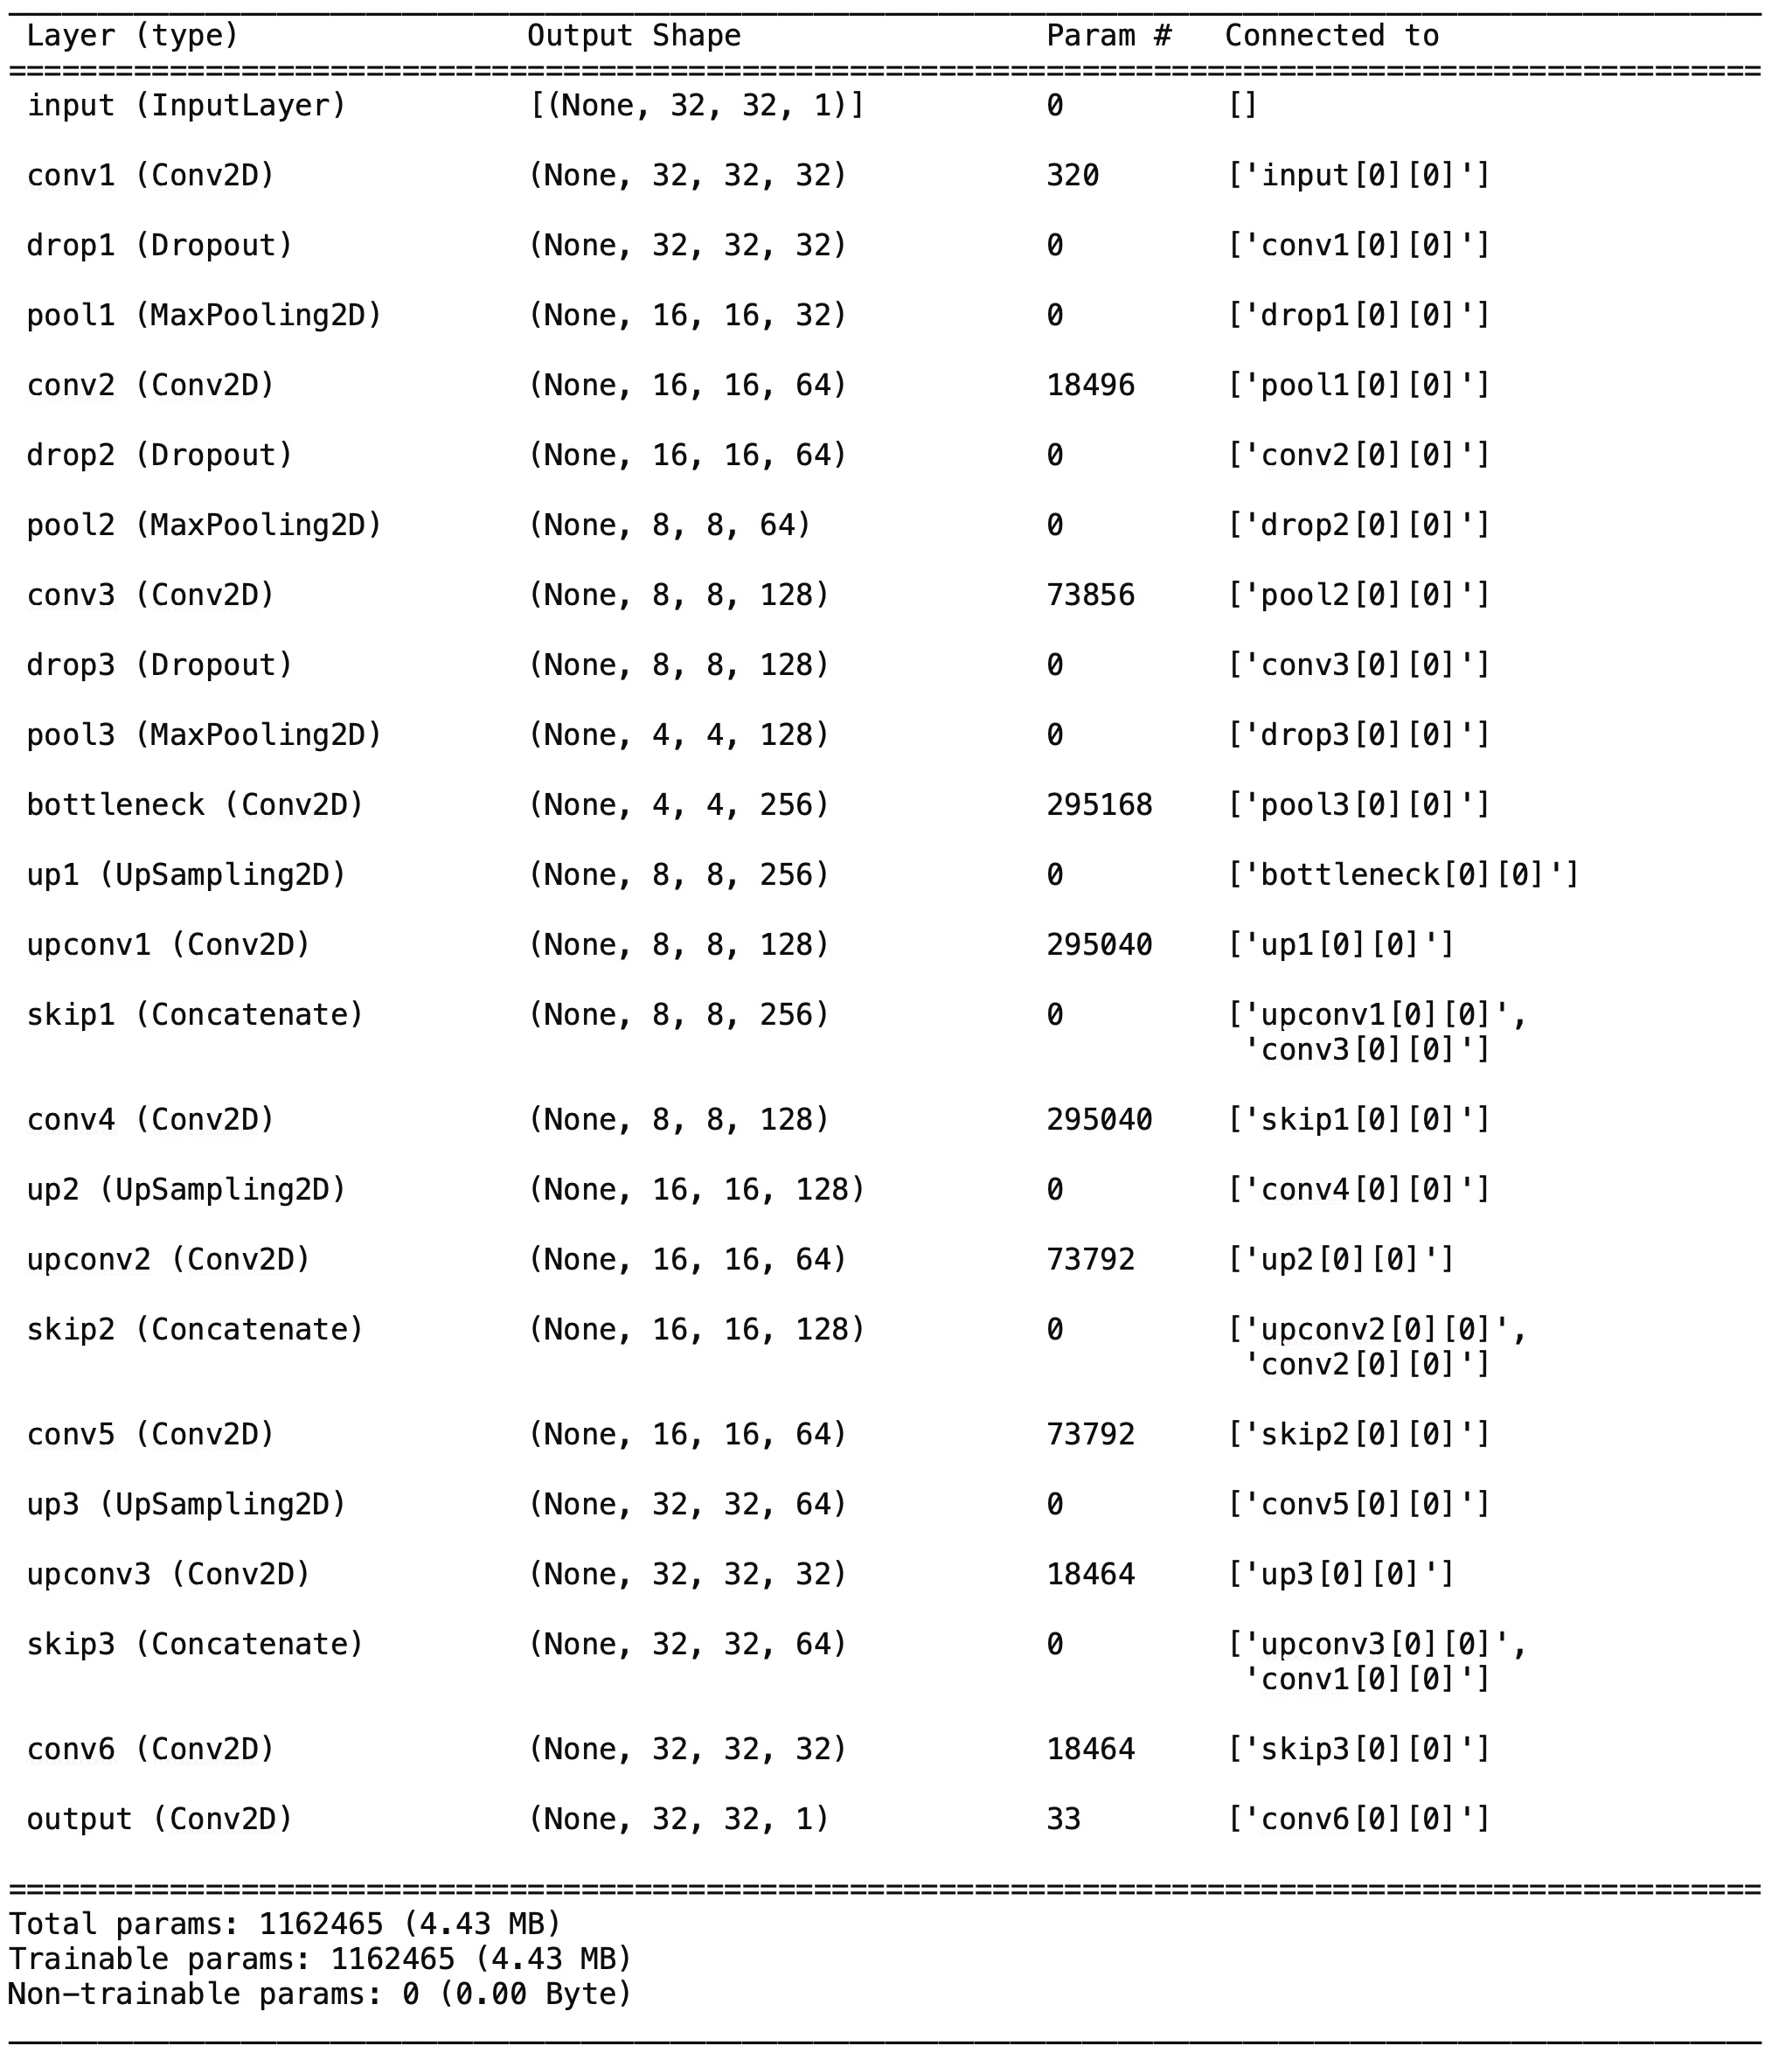 Layer (type) Output Shape Param # Connected to
==================================================================================================
input (InputLayer) [(None, 32, 32, 1)] 0 []
conv1 (Conv2D) (None, 32, 32, 32) 320 ['input[0][0]']
drop1 (Dropout) (None, 32, 32, 32) 0 ['conv1[0][0]']
pool1 (MaxPooling2D) (None, 16, 16, 32) 0 ['drop1[0][0]']
conv2 (Conv2D) (None, 16, 16, 64) 18496 ['pool1[0][0]']
drop2 (Dropout) (None, 16, 16, 64) 0 ['conv2[0][0]']
pool2 (MaxPooling2D) (None, 8, 8, 64) 0 ['drop2[0][0]']
conv3 (Conv2D) (None, 8, 8, 128) 73856 ['pool2[0][0]']
drop3 (Dropout) (None, 8, 8, 128) 0 ['conv3[0][0]']
pool3 (MaxPooling2D) (None, 4, 4, 128) 0 ['drop3[0][0]']
bottleneck (Conv2D) (None, 4, 4, 256) 295168 ['pool3[0][0]']
up1 (UpSampling2D) (None, 8, 8, 256) 0 ['bottleneck[0][0]']
upconv1 (Conv2D) (None, 8, 8, 128) 295040 ['up1[0][0]']
skip1 (Concatenate) (None, 8, 8, 256) 0 ['upconv1[0][0]',
'conv3[0][0]']
conv4 (Conv2D) (None, 8, 8, 128) 295040 ['skip1[0][0]']
up2 (UpSampling2D) (None, 16, 16, 128) 0 ['conv4[0][0]']
upconv2 (Conv2D) (None, 16, 16, 64) 73792 ['up2[0][0]']
skip2 (Concatenate) (None, 16, 16, 128) 0 ['upconv2[0][0]',
'conv2[0][0]']
conv5 (Conv2D) (None, 16, 16, 64) 73792 ['skip2[0][0]']
up3 (UpSampling2D) (None, 32, 32, 64) 0 ['conv5[0][0]']
upconv3 (Conv2D) (None, 32, 32, 32) 18464 ['up3[0][0]']
skip3 (Concatenate) (None, 32, 32, 64) 0 ['upconv3[0][0]',
'conv1[0][0]']
conv6 (Conv2D) (None, 32, 32, 32) 18464 ['skip3[0][0]']
output (Conv2D) (None, 32, 32, 1) 33 ['conv6[0][0]']
==================================================================================================
Total params: 1162465 (4.43 MB)
Trainable params: 1162465 (4.43 MB)
Non-trainable params: 0 (0.00 Byte)